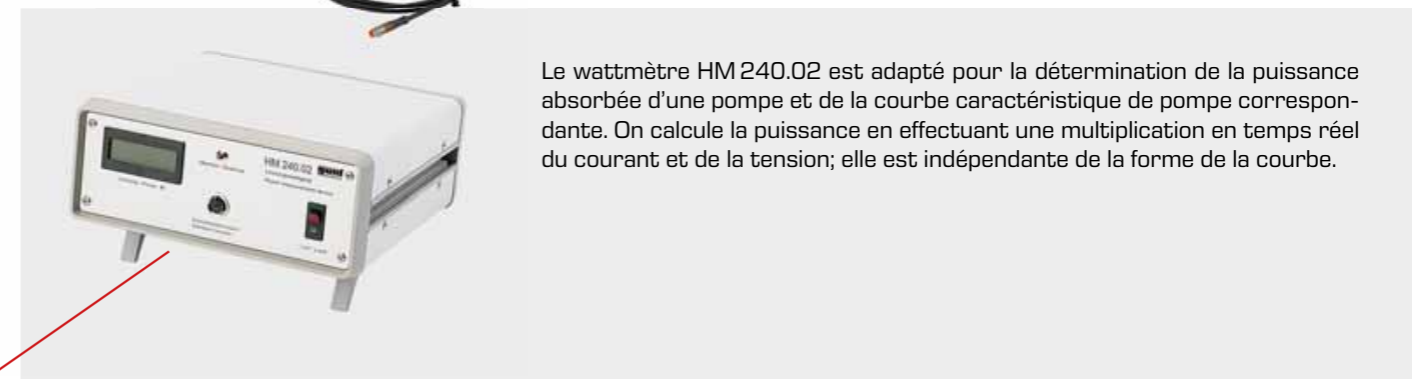 Le wattmètre HM 240.02 est adapté pour la détermination de la puissance
absorbée d'une pompe et de la courbe caractéristique de pompe correspon-
dante. On calcule la puissance en effectuant une multiplication en temps réel
du courant et de la tension; elle est indépendante de la forme de la courbe.
HM 240.02 gunt